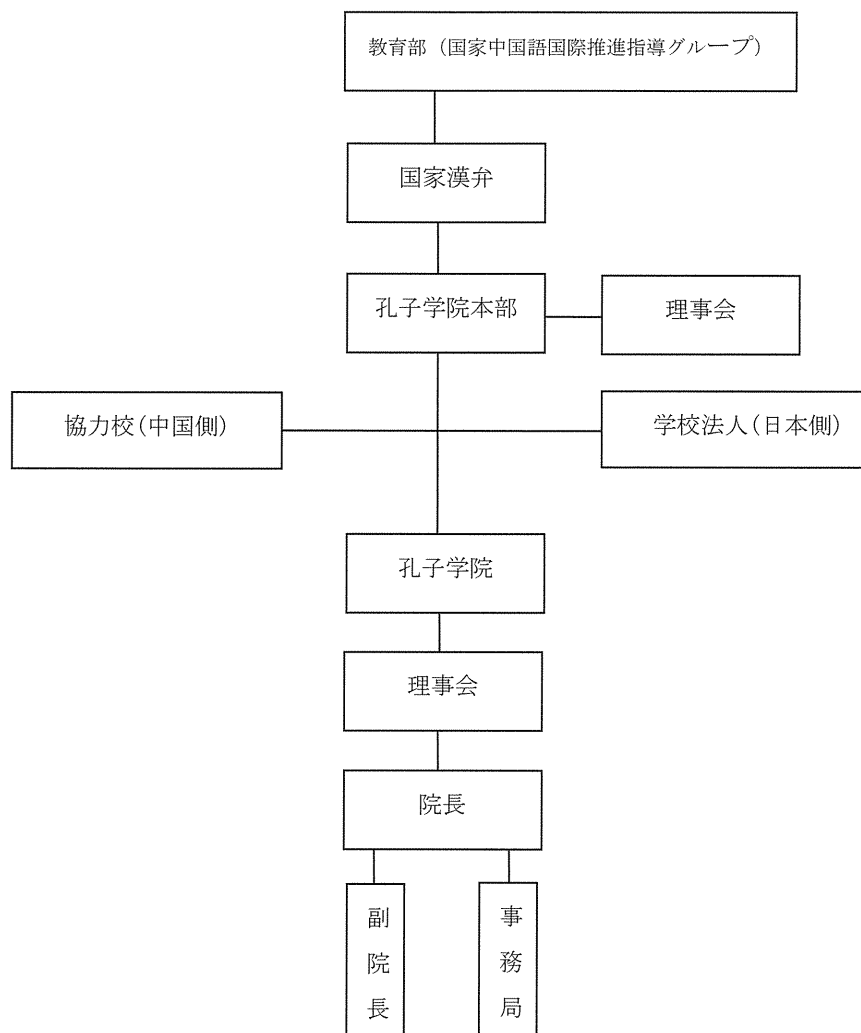 教育部（国家中国語国際推進指導グループ）
国家漢弁
孔子学院本部
理事会
協力校(中国側)
学校法人(日本側)
孔子学院
理事会
院長
副院長
事務局